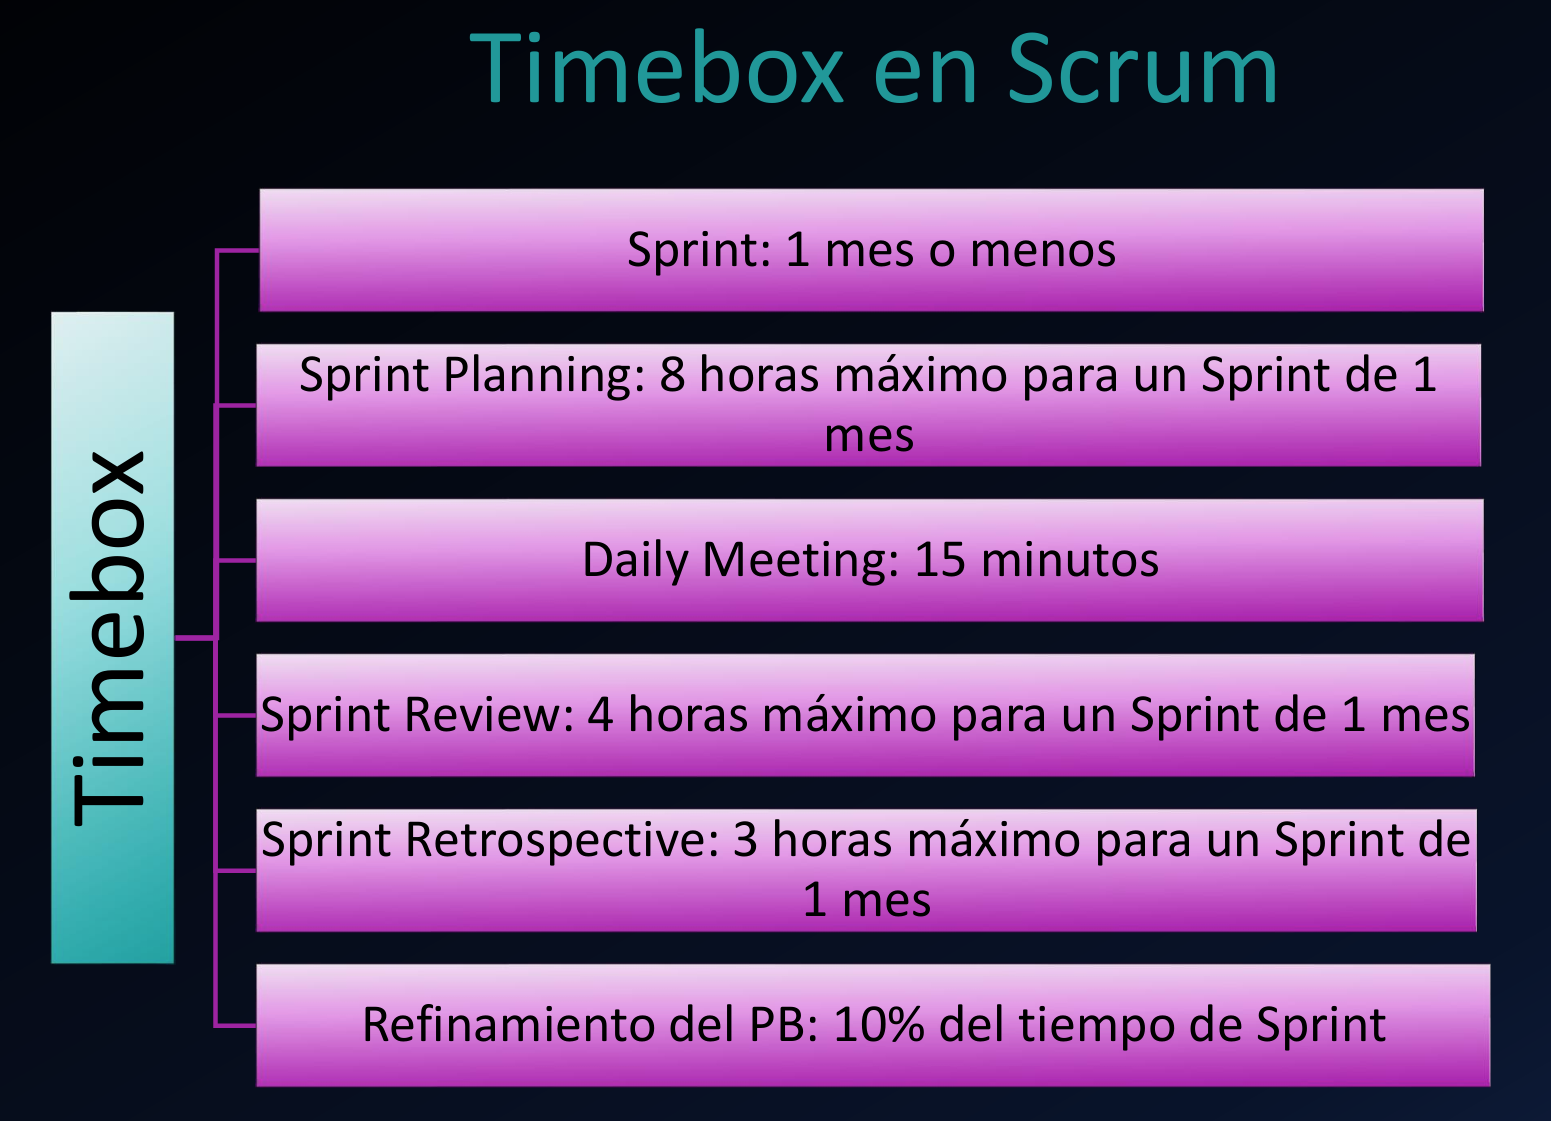 Timebox en Scrum
Timebox
Sprint: 1 mes o menos
Sprint Planning: 8 horas máximo para un Sprint de 1
mes
Daily Meeting: 15 minutos
Sprint Review: 4 horas máximo para un Sprint de 1 mes
Sprint Retrospective: 3 horas máximo para un Sprint de
1 mes
Refinamiento del PB: 10% del tiempo de Sprint